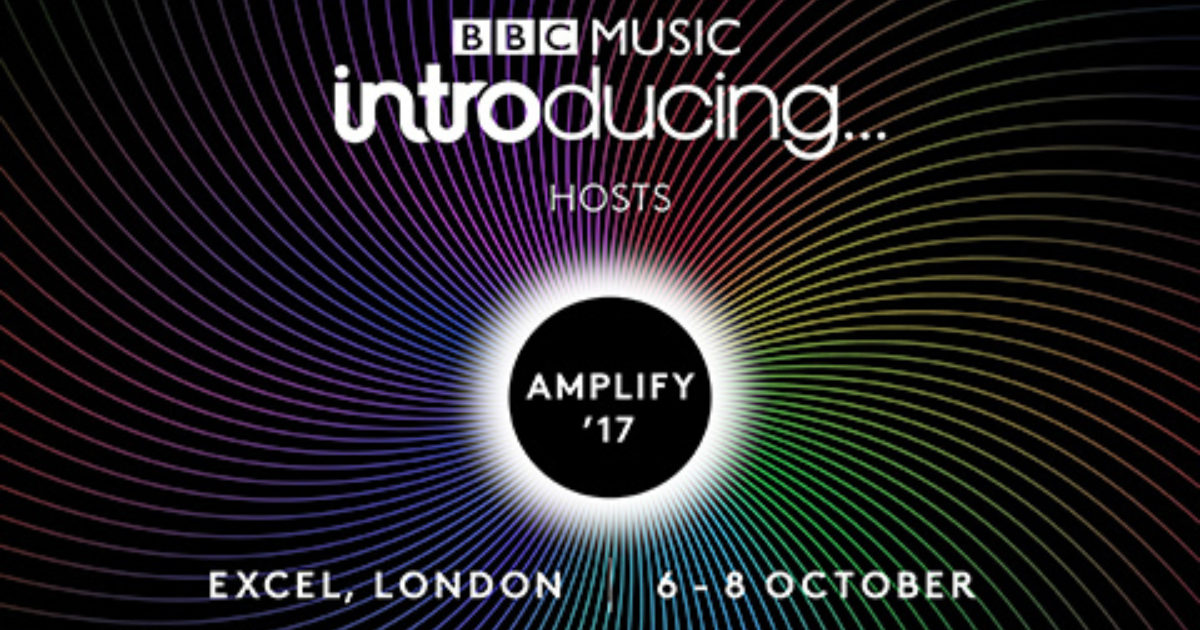 BBC MUSIC
introducing...
HOSTS
AMPLIFY
'17
EXCEL, LONDON | 6 - 8 OCTOBER